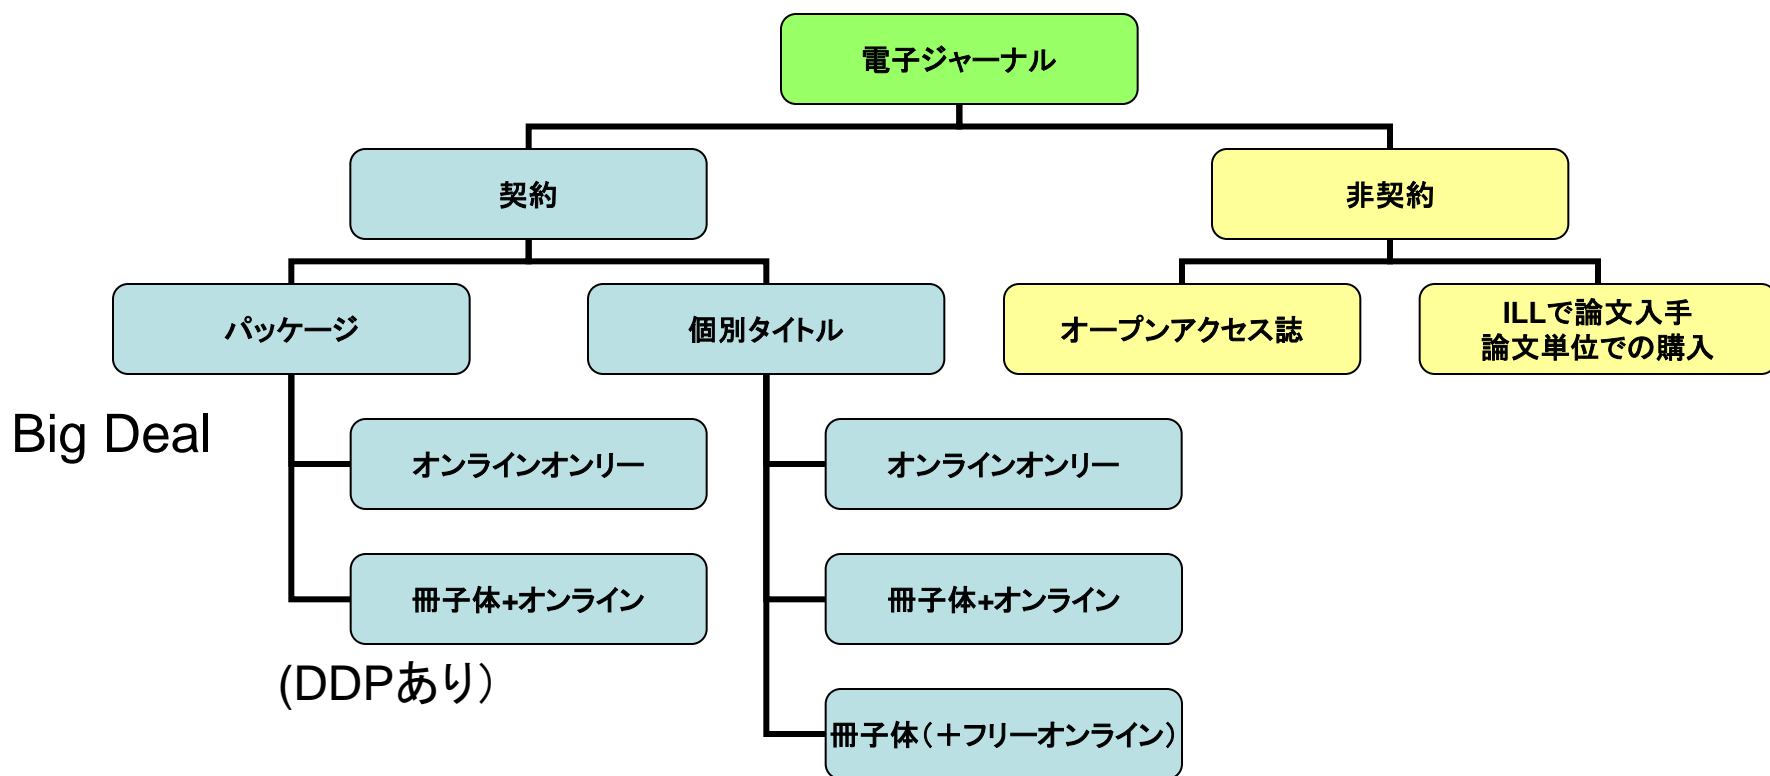 電子ジャーナル
契約
非契約
パッケージ
個別タイトル
オープンアクセス誌
ILLで論文入手
論文単位での購入
Big Deal
オンラインオンリー
オンラインオンリー
冊子体+オンライン
冊子体+オンライン
(DDPあり）
冊子体（＋フリーオンライン）